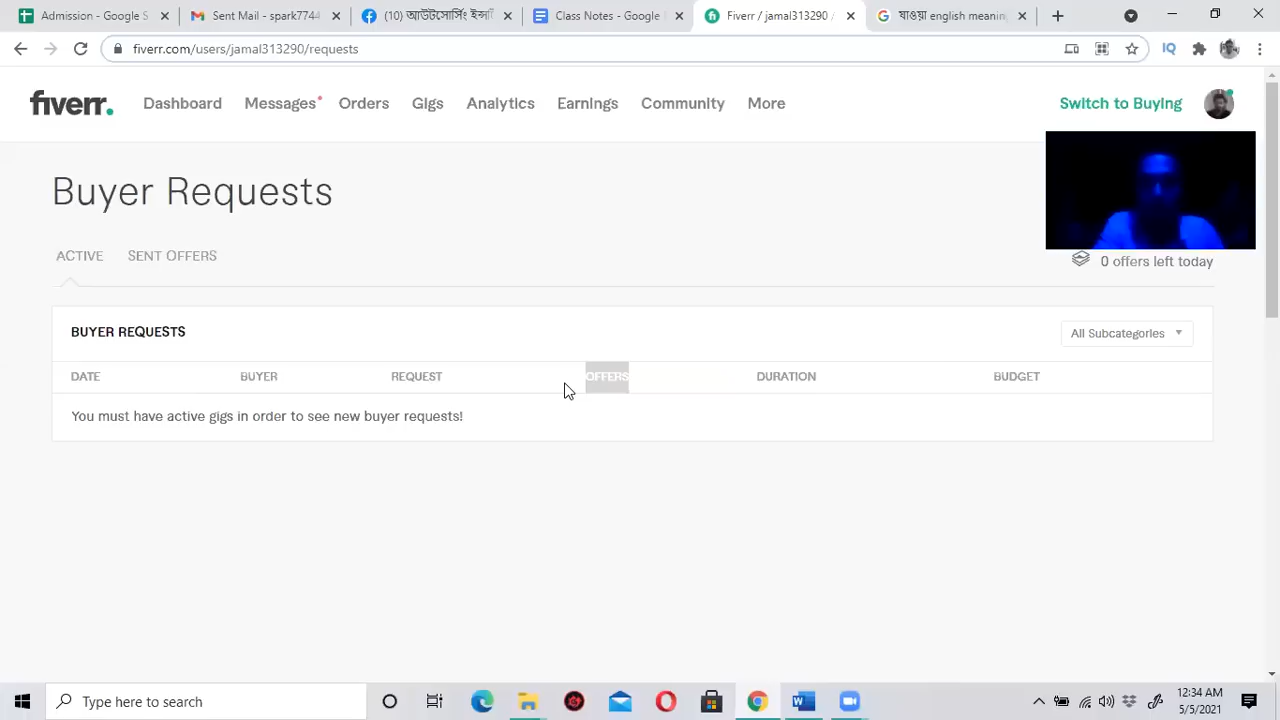 Admission - Google S
Sent Mail - spark774
(10) আউটসোর্সিং ইন্সটি
Class Notes - Google
Fiverr / jamal313290 /
যাওয়া english meanin
fiverr.com/users/jamal313290/requests
fiverr.
Dashboard
Messages
Orders
Gigs
Analytics
Earnings
Community
More
Switch to Buying
Buyer Requests
ACTIVE
SENT OFFERS
0 offers left today
BUYER REQUESTS
All Subcategories
DATE
BUYER
REQUEST
OFFERS
DURATION
BUDGET
You must have active gigs in order to see new buyer requests!
Type here to search
12:34 AM
5/5/2021